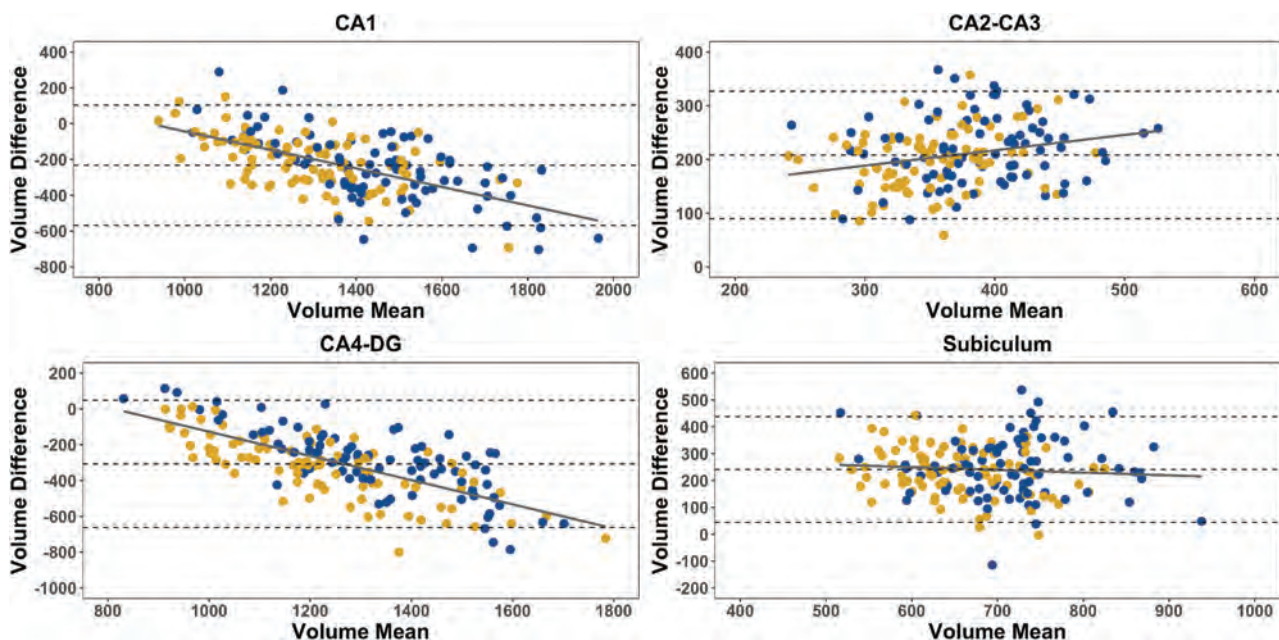 CA1
Volume Difference
400
200
0
-200
-400
-600
-800
800 1000 1200 1400 1600 1800 2000
Volume Mean
CA2-CA3
Volume Difference
400
300
200
100
0
200 300 400 500 600
Volume Mean
CA4-DG
Volume Difference
200
0
-200
-400
-600
-800
-1000
800 1000 1200 1400 1600 1800
Volume Mean
Subiculum
Volume Difference
600
500
400
300
200
100
0
-100
-200
400 500 600 700 800 900 1000
Volume Mean